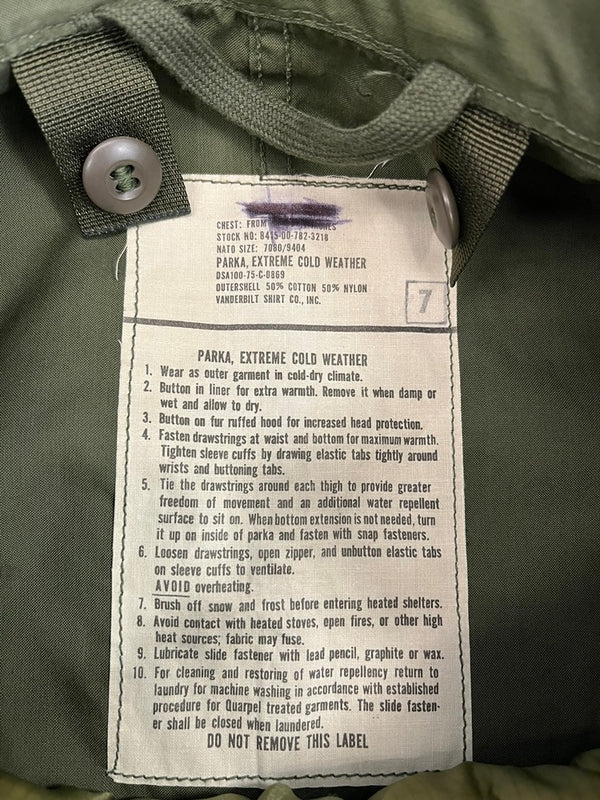 CHEST: FROM
STOCK NO: 8415-00-782-3218
NATO SIZE: 7080/9404
PARKA, EXTREME COLD WEATHER
DSA100-75-C-0869
OUTERSHELL 50% COTTON 50% NYLON
VANDERBILT SHIRT CO., INC.
7
PARKA, EXTREME COLD WEATHER
1. Wear as outer garment in cold-dry climate.
2. Button in liner for extra warmth. Remove it when damp or
wet and allow to dry.
3. Button on fur ruffed hood for increased head protection.
4. Fasten drawstrings at waist and bottom for maximum warmth.
Tighten sleeve cuffs by drawing elastic tabs tightly around
wrists and buttoning tabs.
5. Tie the drawstrings around each thigh to provide greater
freedom of movement and an additional water repellent
surface to sit on. When bottom extension is not needed, turn
it up on inside of parka and fasten with snap fasteners.
6. Loosen drawstrings, open zipper, and unbutton elastic tabs
on sleeve cuffs to ventilate.
AVOID overheating.
7. Brush off snow and frost before entering heated shelters.
8. Avoid contact with heated stoves, open fires, or other high
heat sources; fabric may fuse.
9. Lubricate slide fastener with lead pencil, graphite or wax.
10. For cleaning and restoring of water repellency return to
laundry for machine washing in accordance with established
procedure for Quarpel treated garments. The slide fasten-
er shall be closed when laundered.
DO NOT REMOVE THIS LABEL